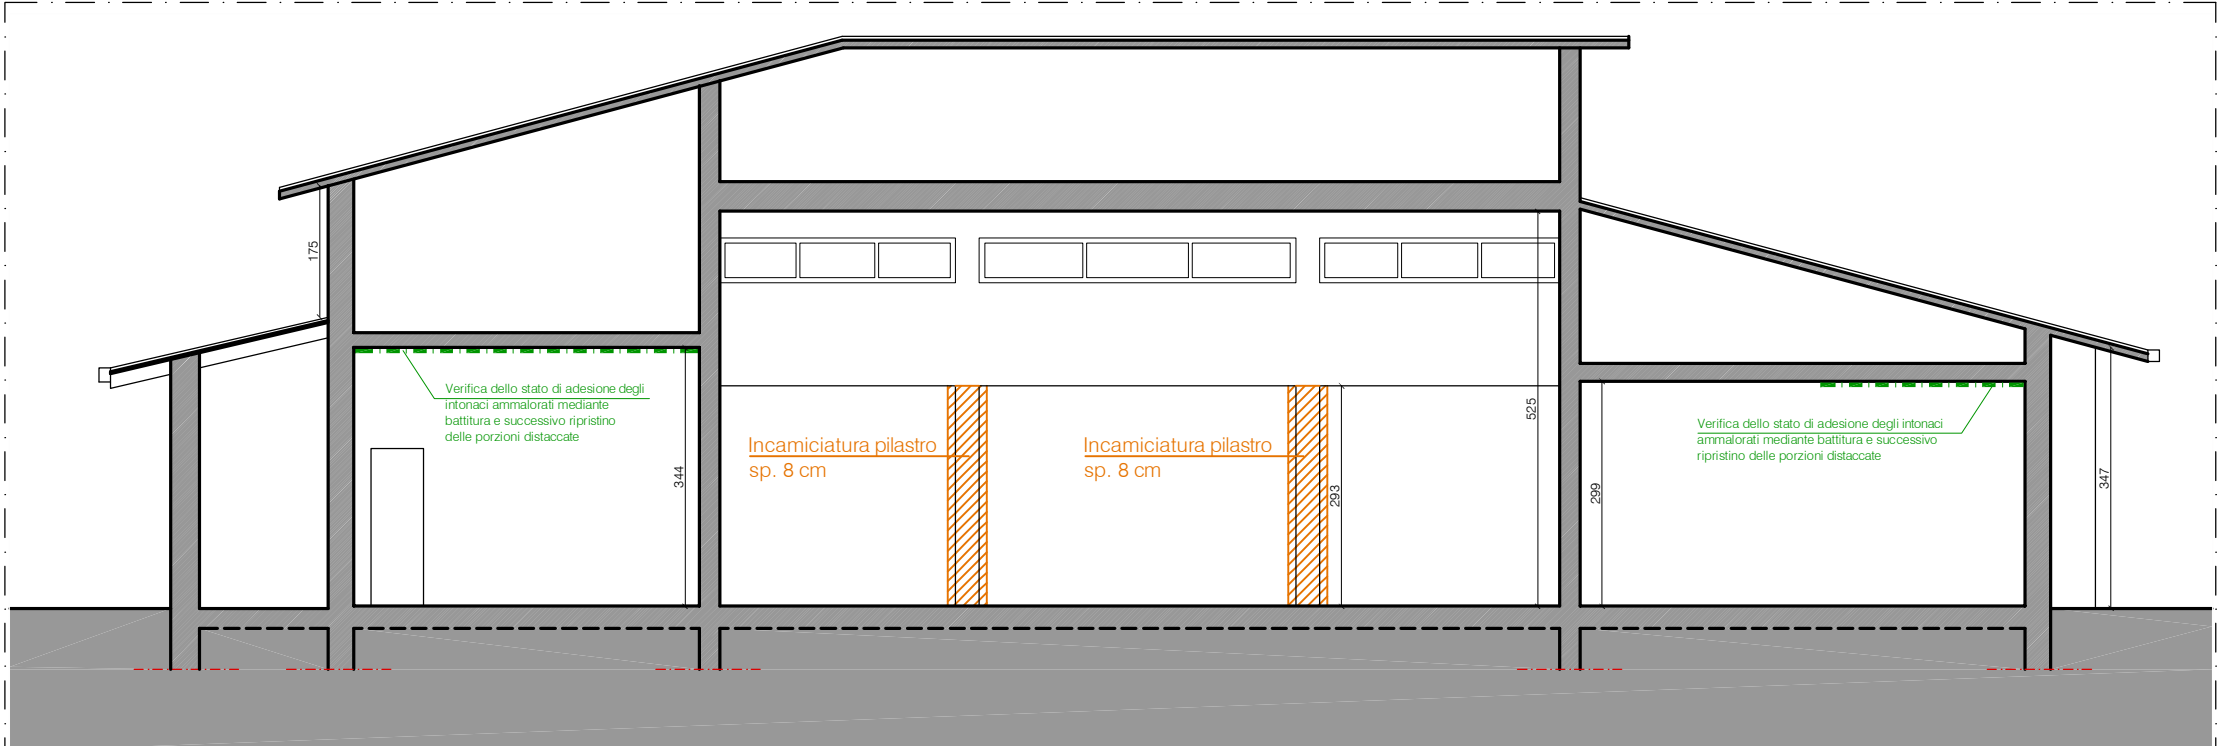 175
Verifica dello stato di adesione degli
intonaci ammalorati mediante
battitura e successivo ripristino
delle porzioni distaccate
344
Incamiciatura pilastro
sp. 8 cm
Incamiciatura pilastro
sp. 8 cm
293
525
299
Verifica dello stato di adesione degli intonaci
ammalorati mediante battitura e successivo
ripristino delle porzioni distaccate
347